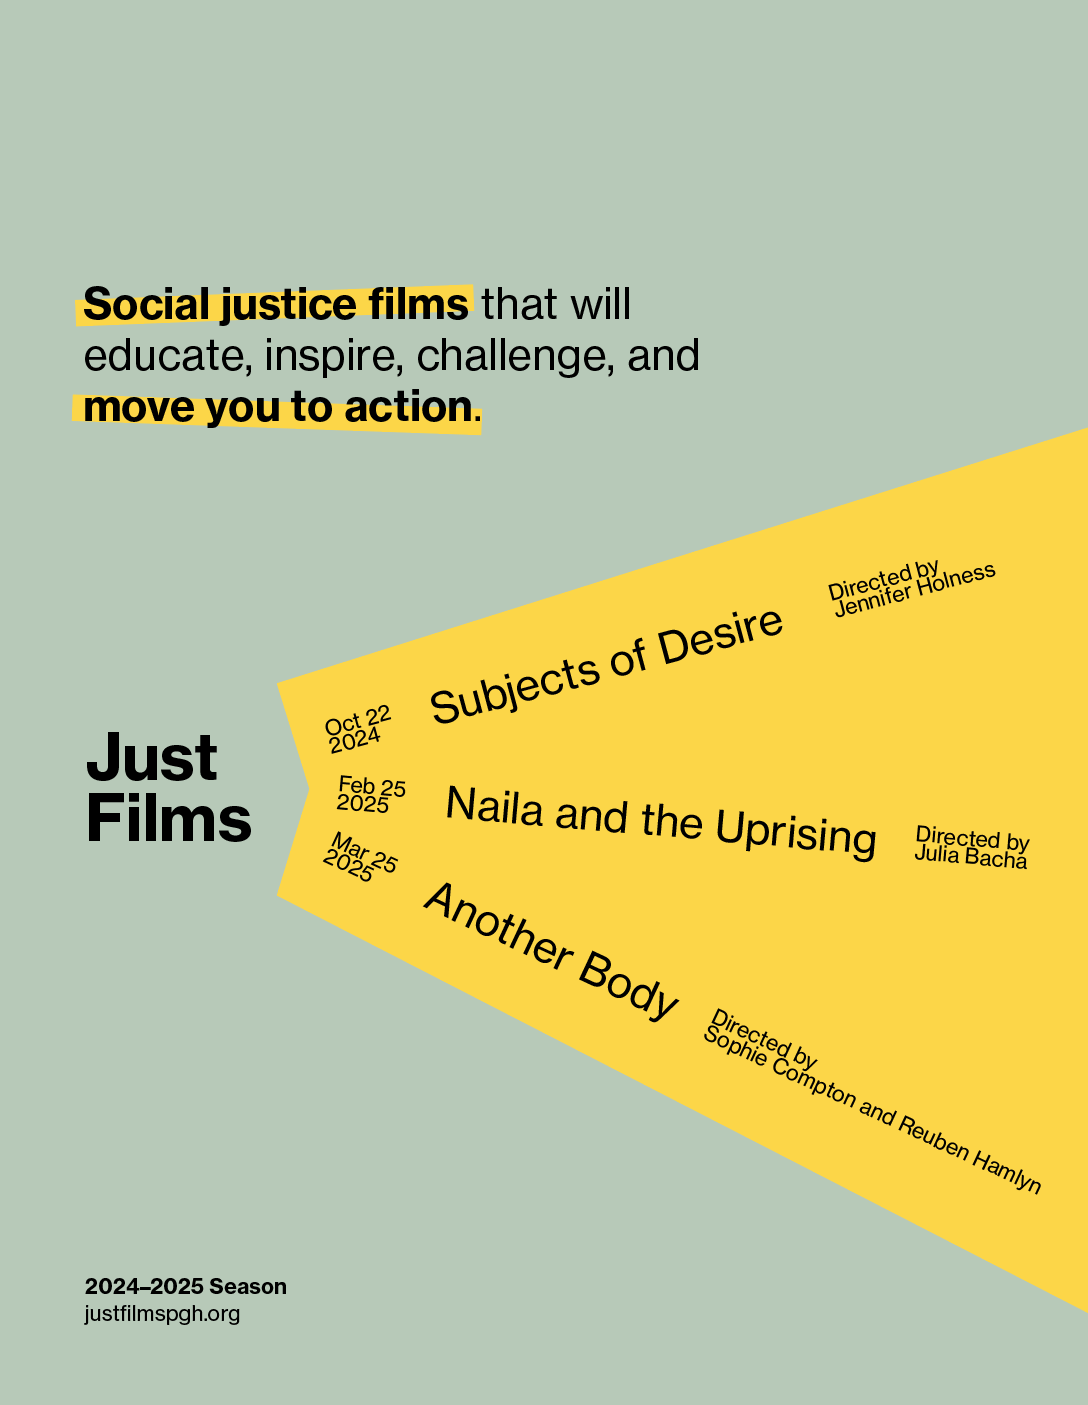 Social justice films that will
educate, inspire, challenge, and
move you to action.
Just
Films
Oct 22
2024
Subjects of Desire
Directed by
Jennifer Holness
Feb 25
2025
Naila and the Uprising
Directed by
Julia Bacha
Mar 25
2025
Another Body
Directed by
Sophie Compton and Reuben Hamlyn
2024–2025 Season
justfilmspgh.org